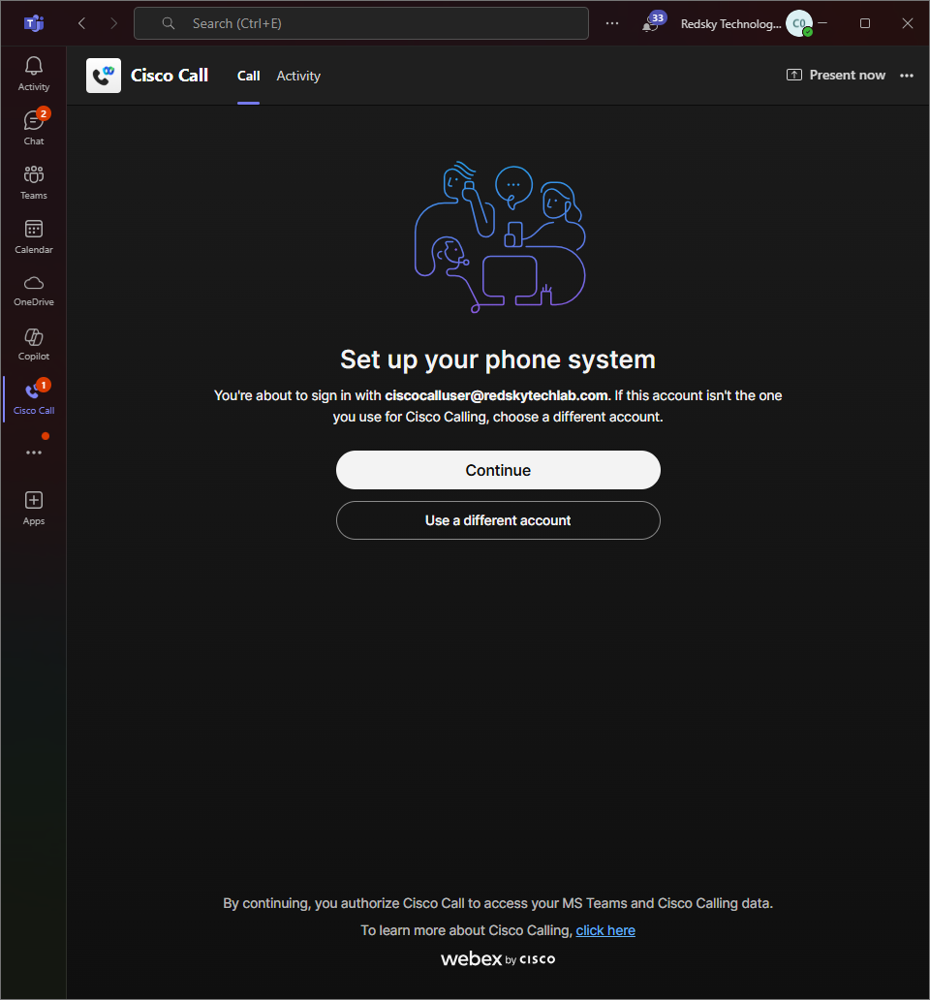 Search (Ctrl+E)
33
Redsky Technolog...
C0
Activity
2
Chat
Teams
Calendar
OneDrive
Copilot
1
Cisco Call
Apps
Cisco Call
Call
Activity
Present now
Set up your phone system
You're about to sign in with ciscocalluser@redskytechlab.com. If this account isn't the one
you use for Cisco Calling, choose a different account.
Continue
Use a different account
By continuing, you authorize Cisco Call to access your MS Teams and Cisco Calling data.
To learn more about Cisco Calling, click here
webex by CISCO